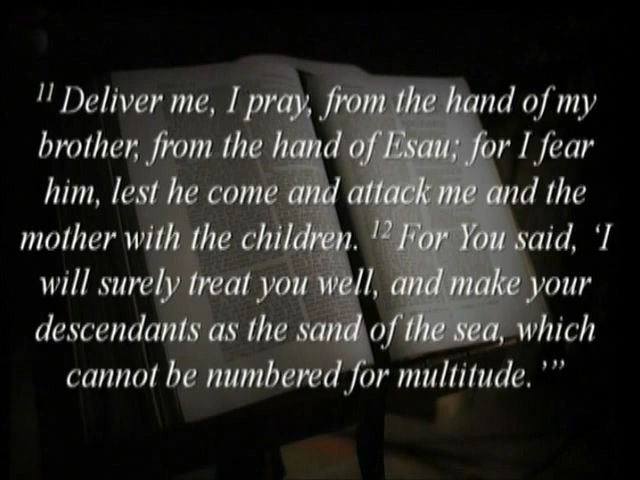 11 Deliver me, I pray, from the hand of my
brother, from the hand of Esau; for I fear
him, lest he come and attack me and the
mother with the children. 12 For You said, ‘I
will surely treat you well, and make your
descendants as the sand of the sea, which
cannot be numbered for multitude.’”